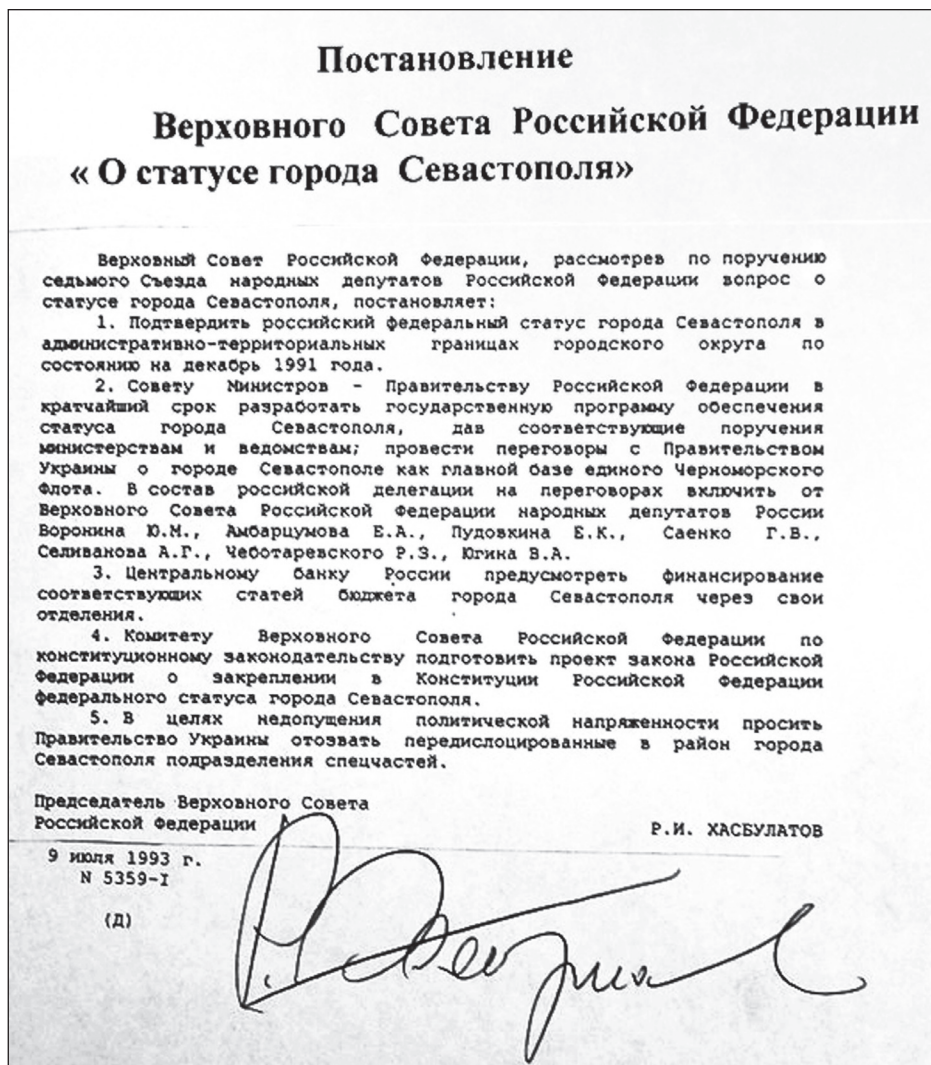 Постановление
Верховного Совета Российской Федерации
« О статусе города Севастополя»
Верховный Совет Российской Федерации, рассмотрев по поручению
седьмого Съезда народных депутатов Российской Федерации вопрос о
статусе города Севастополя, постановляет:
1. Подтвердить российский федеральный статус города Севастополя в
административно-территориальных границах городского округа по
состоянию на декабрь 1991 года.
2. Совету Министров - Правительству Российской Федерации в
кратчайший срок разработать государственную программу обеспечения
статуса города Севастополя, дав соответствующие поручения
министерствам и ведомствам; провести переговоры с Правительством
Украины о городе Севастополе как главной базе единого Черноморского
Флота. В состав российской делегации на переговорах включить от
Верховного Совета Российской Федерации народных депутатов России
Воронина Ю.М., Амбарцумова Е.А., Пудовкина Е.К., Саенко Г.В.,
Селиванова А.Г., Чеботаревского Р.З., Югина В.А.
3. Центральному банку России предусмотреть финансирование
соответствующих статей бюджета города Севастополя через свои
отделения.
4. Комитету Верховного Совета Российской Федерации по
конституционному законодательству подготовить проект закона Российской
Федерации о закреплении в Конституции Российской Федерации
федерального статуса города Севастополя.
5. В целях недопущения политической напряженности просить
Правительство Украины отозвать передислоцированные в район города
Севастополя подразделения спецчастей.
Председатель Верховного Совета
Российской Федерации Р.И. ХАСБУЛАТОВ
9 июля 1993 г.
N 5359-I
(Д)